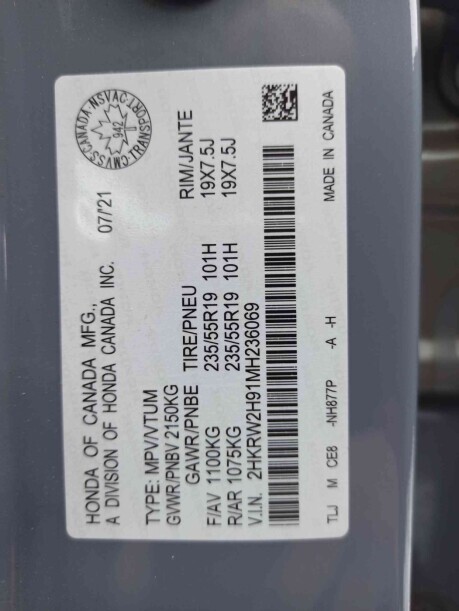 HONDA OF CANADA MFG.,
A DIVISION OF HONDA CANADA INC. 07/'21
CANADA-NSVAC-TRANSPORT-CMVSS-
942
TYPE: MPV/VTUM
GVWR/PNBV 2150KG
GAWR/PNBE TIRE/PNEU RIM/JANTE
F/AV 1100KG 235/55R19 101H 19X7.5J
R/AR 1075KG 235/55R19 101H 19X7.5J
V.I.N. 2HKRW2H91MH236069
TLJ M CE8 -NH877P -A -H MADE IN CANADA